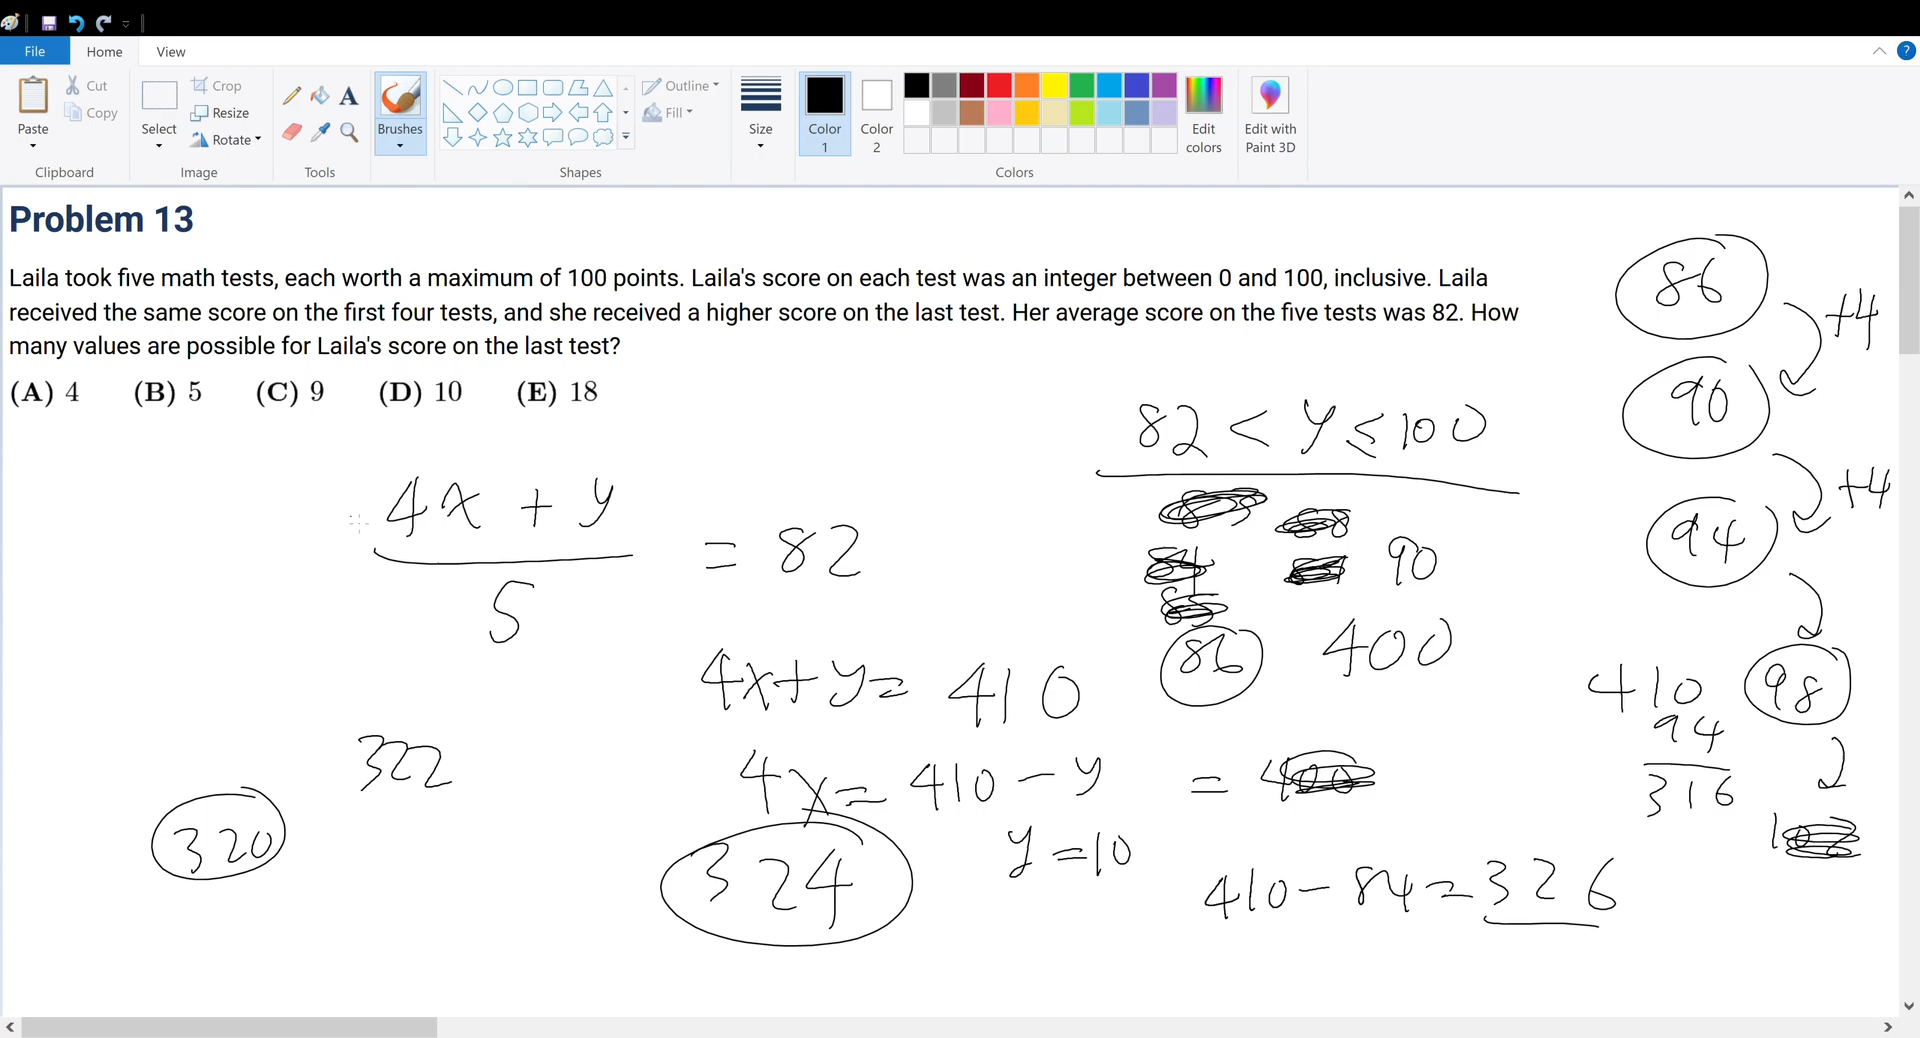 File Home View
Paste
Cut
Copy
Clipboard
Select
Crop
Resize
Rotate
Image
A
Tools
Brushes
Outline
Fill
Shapes
Size
Color 1
Color 2
Edit colors
Edit with Paint 3D
Colors
Problem 13
Laila took five math tests, each worth a maximum of 100 points. Laila's score on each test was an integer between 0 and 100, inclusive. Laila
received the same score on the first four tests, and she received a higher score on the last test. Her average score on the five tests was 82. How
many values are possible for Laila's score on the last test?
(A) 4 (B) 5 (C) 9 (D) 10 (E) 18
4x + y
5
= 82
4x + y = 410
4x = 410 - y =
y = 10
322
320
324
82 < y ≤ 100
90
86
400
410 - 84 = 326
86
+4
90
+4
94
98
410
94
316